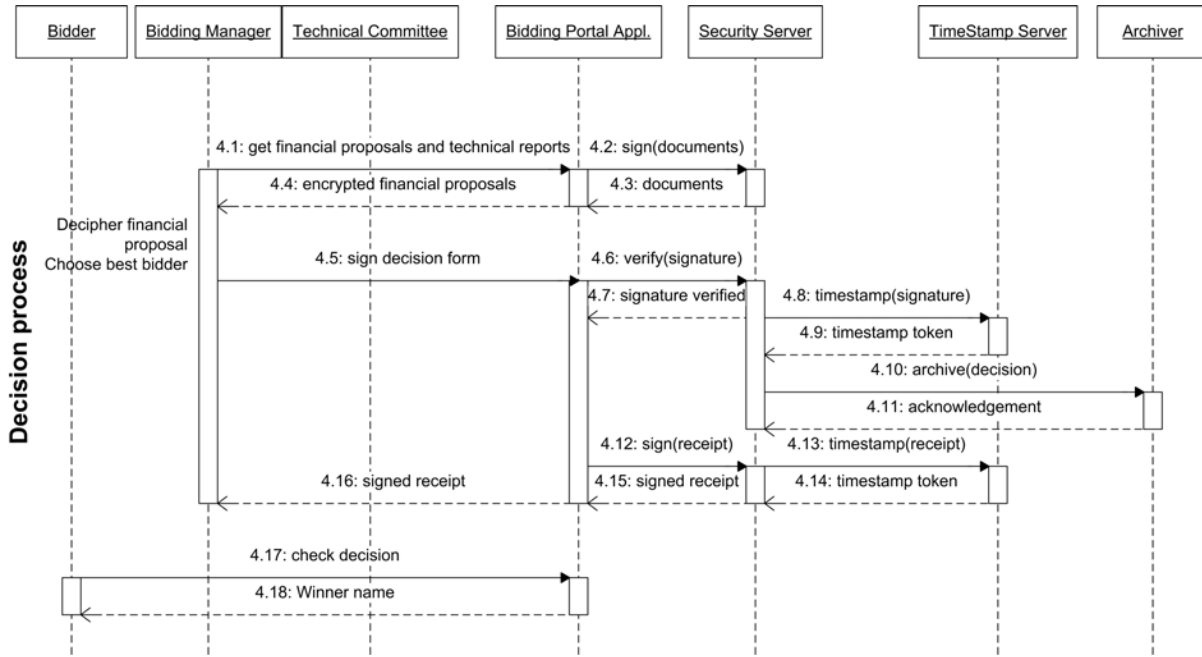 Bidder
Bidding Manager
Technical Committee
Bidding Portal Appl.
Security Server
TimeStamp Server
Archiver
4.1: get financial proposals and technical reports
4.2: sign(documents)
4.4: encrypted financial proposals
4.3: documents
Decipher financial
proposal
Choose best bidder
4.5: sign decision form
4.6: verify(signature)
4.7: signature verified
4.8: timestamp(signature)
4.9: timestamp token
4.10: archive(decision)
4.11: acknowledgement
4.12: sign(receipt)
4.13: timestamp(receipt)
4.16: signed receipt
4.15: signed receipt
4.14: timestamp token
4.17: check decision
4.18: Winner name
Decision process